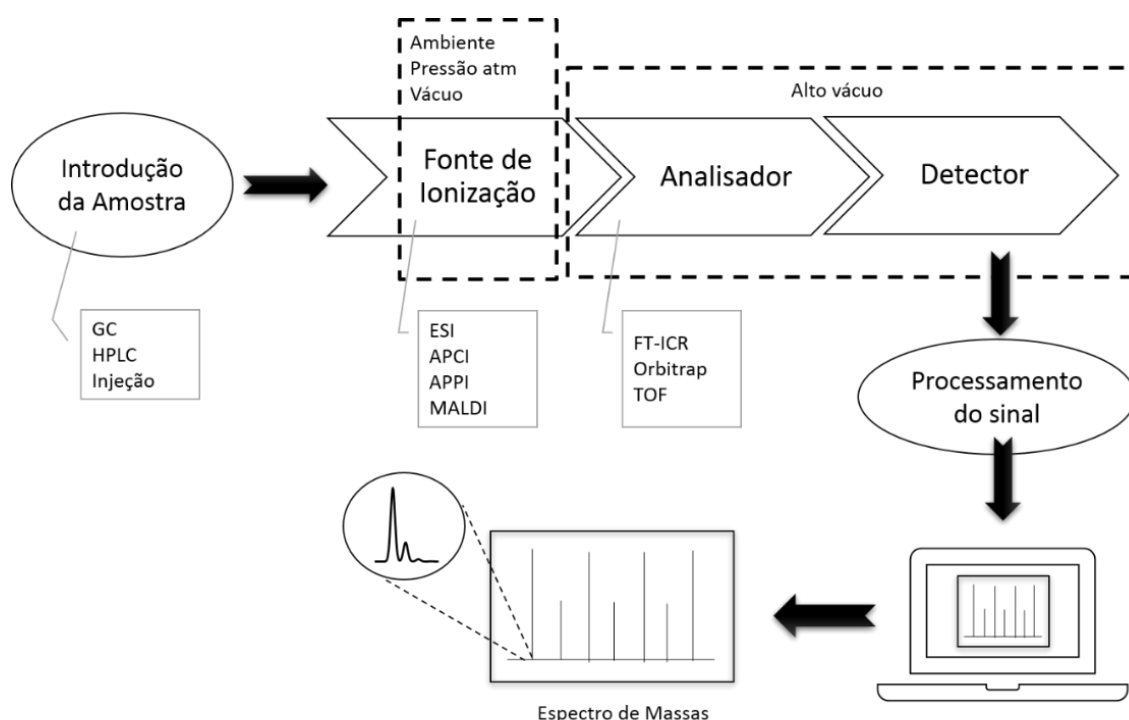 Ambiente
Pressão atm
Vácuo
Alto vácuo
Introdução
da Amostra
Fonte de
Ionização
Analisador
Detector
GC
HPLC
Injeção
ESI
APCI
APPI
MALDI
FT-ICR
Orbitrap
TOF
Processamento
do sinal
Espectro de Massas